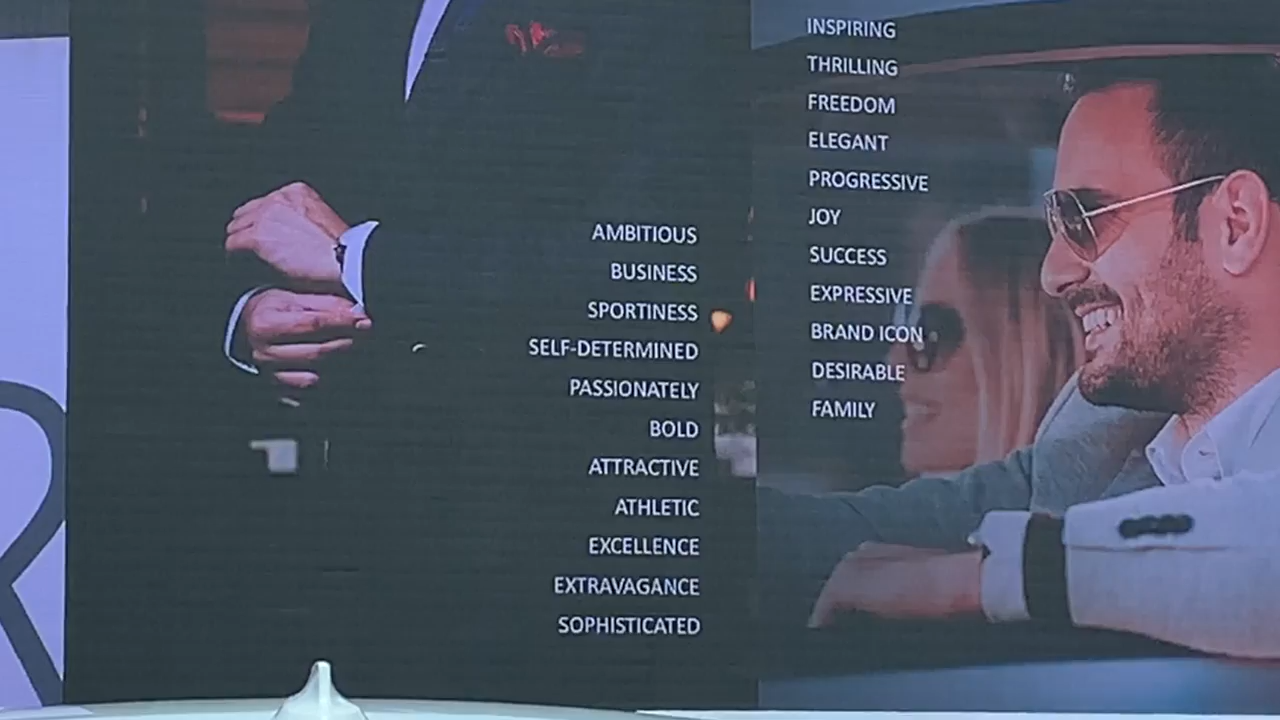 AMBITIOUS
BUSINESS
SPORTINESS
SELF-DETERMINED
PASSIONATELY
BOLD
ATTRACTIVE
ATHLETIC
EXCELLENCE
EXTRAVAGANCE
SOPHISTICATED
INSPIRING
THRILLING
FREEDOM
ELEGANT
PROGRESSIVE
JOY
SUCCESS
EXPRESSIVE
BRAND ICON
DESIRABLE
FAMILY